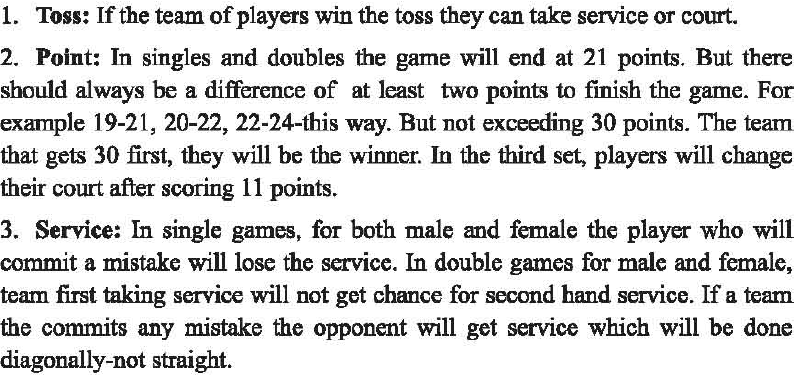 1. Toss: If the team of players win the toss they can take service or court.
2. Point: In singles and doubles the game will end at 21 points. But there
should always be a difference of at least two points to finish the game. For
example 19-21, 20-22, 22-24-this way. But not exceeding 30 points. The team
that gets 30 first, they will be the winner. In the third set, players will change
their court after scoring 11 points.
3. Service: In single games, for both male and female the player who will
commit a mistake will lose the service. In double games for male and female,
team first taking service will not get chance for second hand service. If a team
the commits any mistake the opponent will get service which will be done
diagonally-not straight.